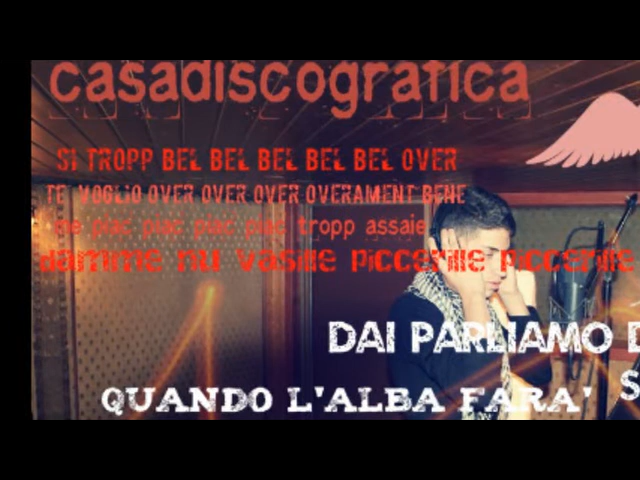 casadiscografica
SI TROPP BEL BEL BEL BEL BEL OVER
TE VOGLIO OVER OVER OVER OVERAMENT BENE
me piac piac piac piac tropp assaie
damme nu vasille piccerille piccerille
DAI PARLIAMO D
S
QUANDO L'ALBA FARA'